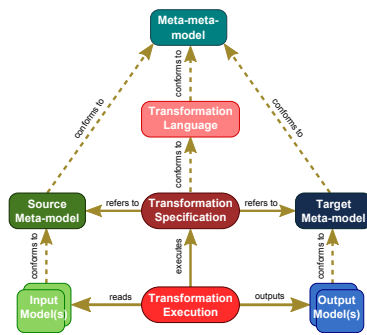 Meta-meta-
model
conforms to
conforms to
conforms to
Transformation
Language
conforms to
Source
Meta-model
refers to
Transformation
Specification
refers to
Target
Meta-model
conforms to
executes
conforms to
Input
Model(s)
reads
Transformation
Execution
outputs
Output
Model(s)